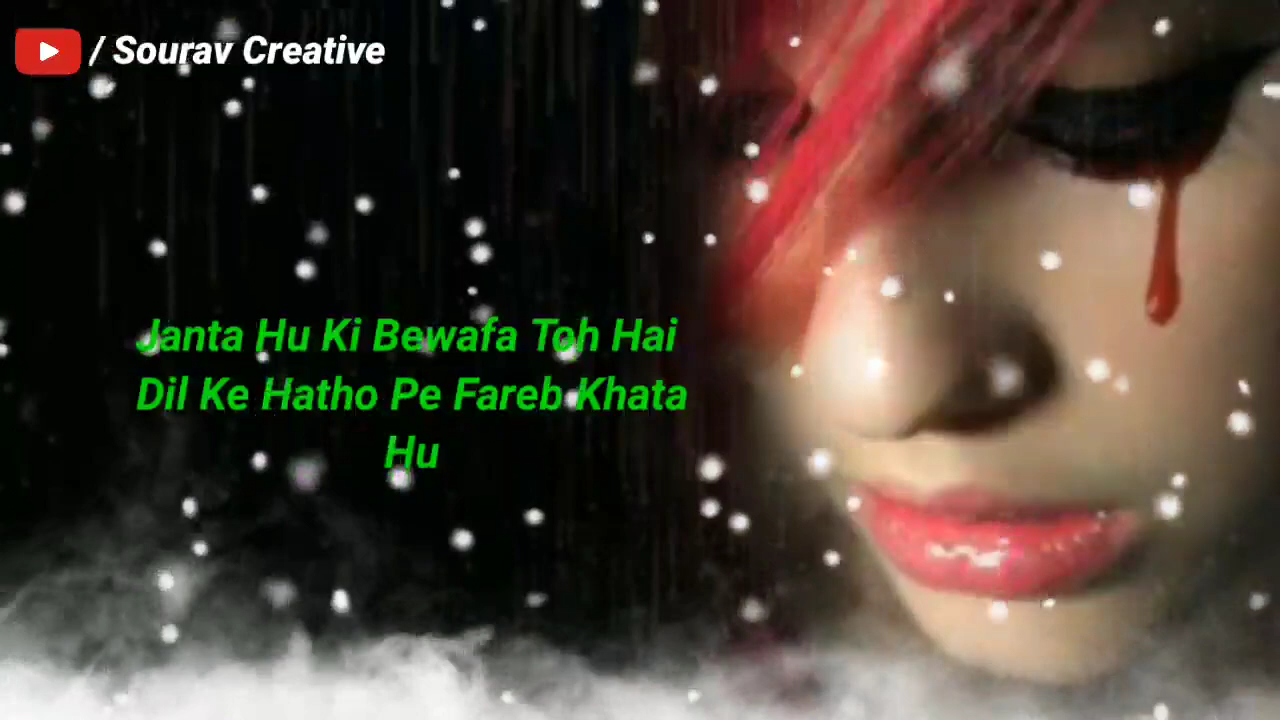 / Sourav Creative
Janta Hu Ki Bewafa Toh Hai
Dil Ke Hatho Pe Fareb Khata
Hu